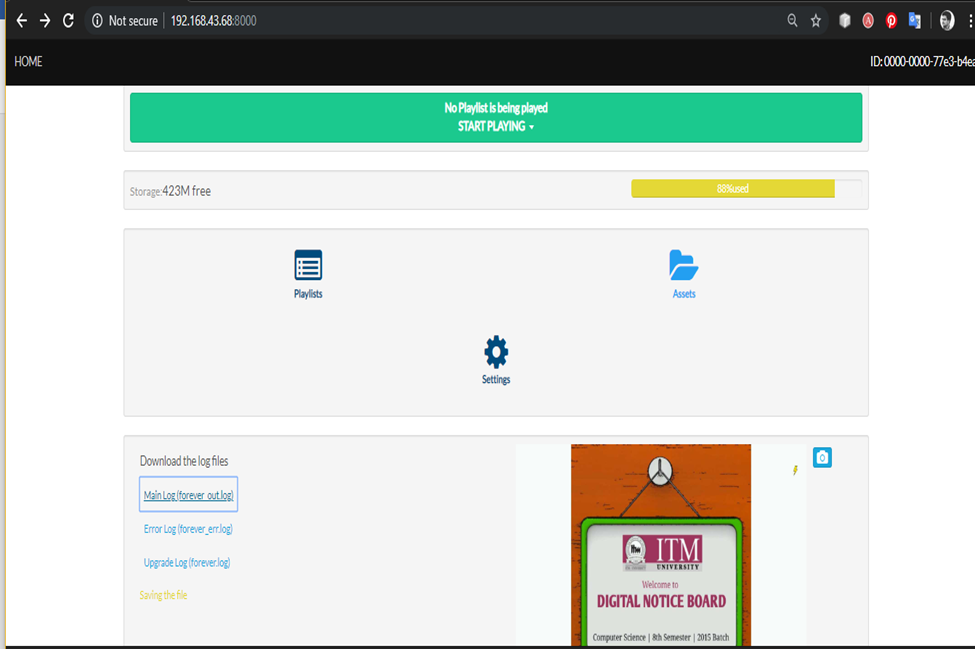 Not secure 192.168.43.68:8000
HOME
ID: 0000-0000-77e3-b4ea
No Playlist is being played
START PLAYING
Storage:423M free
88%used
Playlists
Assets
Settings
Download the log files
Main Log (forever_out.log)
Error Log (forever_err.log)
Upgrade Log (forever.log)
Saving the file
ITM
UNIVERSITY
Welcome to
DIGITAL NOTICE BOARD
Computer Science | 8th Semester | 2015 Batch